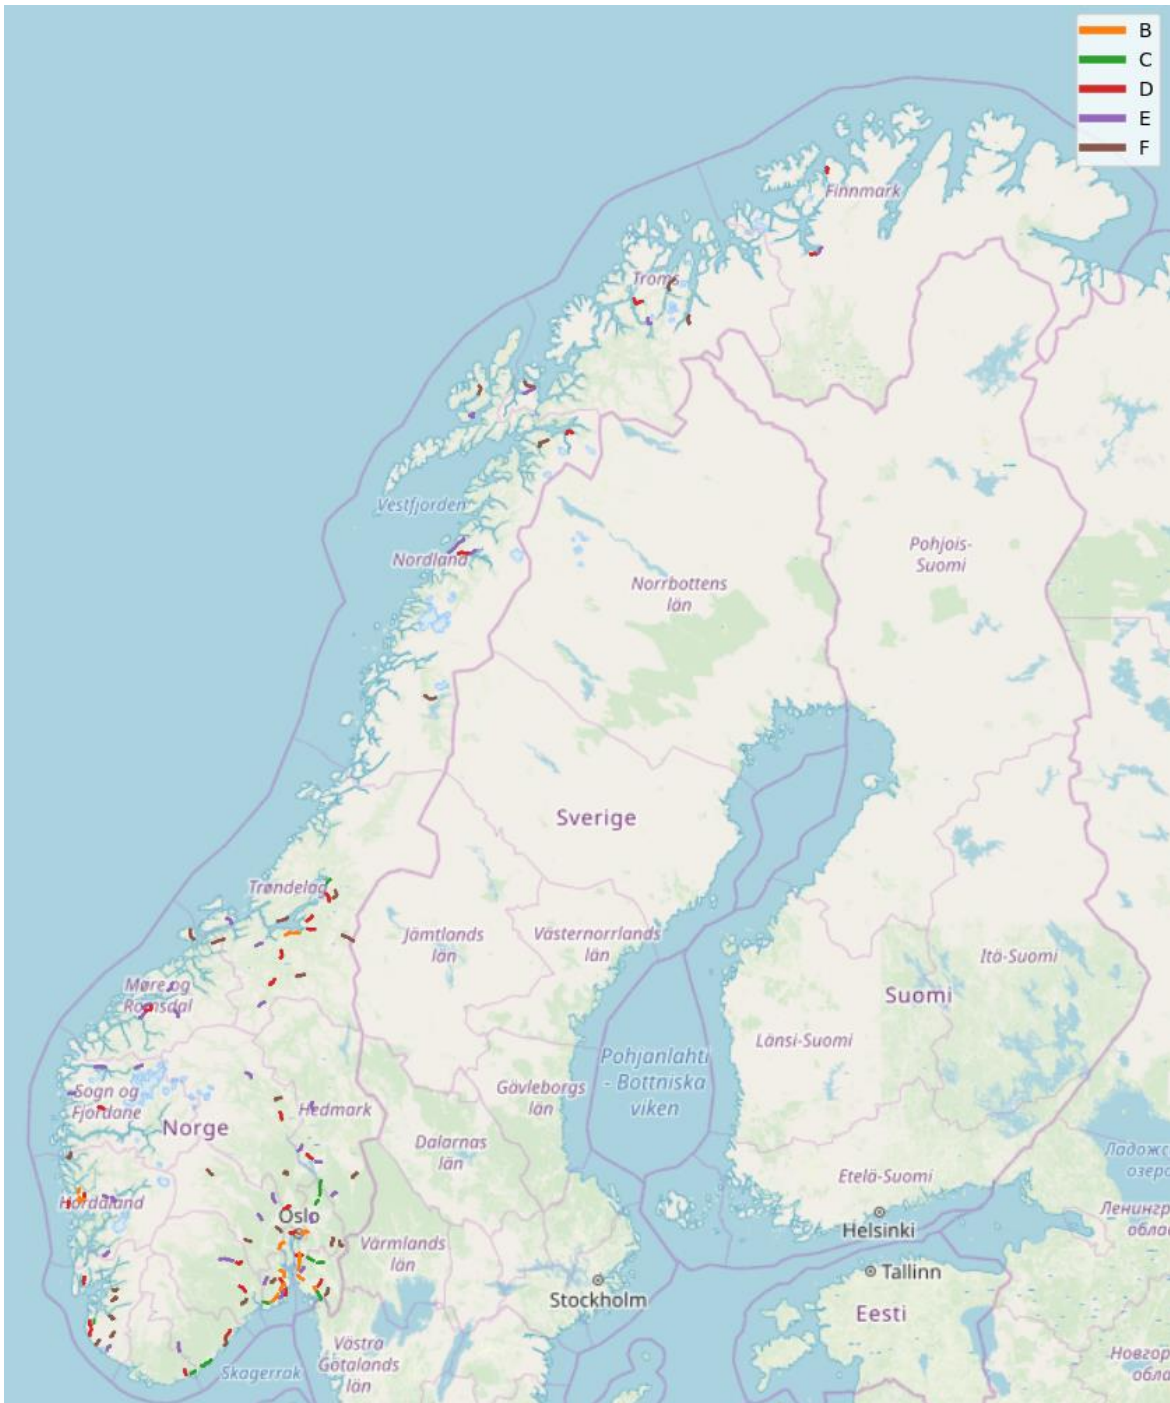 B
C
D
E
F
Finnmark
Troms
Vestfjorden
Nordland
Norrbottens
län
Pohjois-
Suomi
Sverige
Trøndelag
Jämtlands
län
Västernorrlands
län
Itä-Suomi
Møre og
Romsdal
Suomi
Länsi-Suomi
Pohjanlahti
- Bottniska
viken
Sogn og
Fjordane
Norge
Hedmark
Gävleborgs
län
Dalarnas
län
Etelä-Suomi
Hordaland
Oslo
Värmlands
län
Helsinki
Stockholm
Tallinn
Eesti
Västra
Götalands
län
Skagerrak